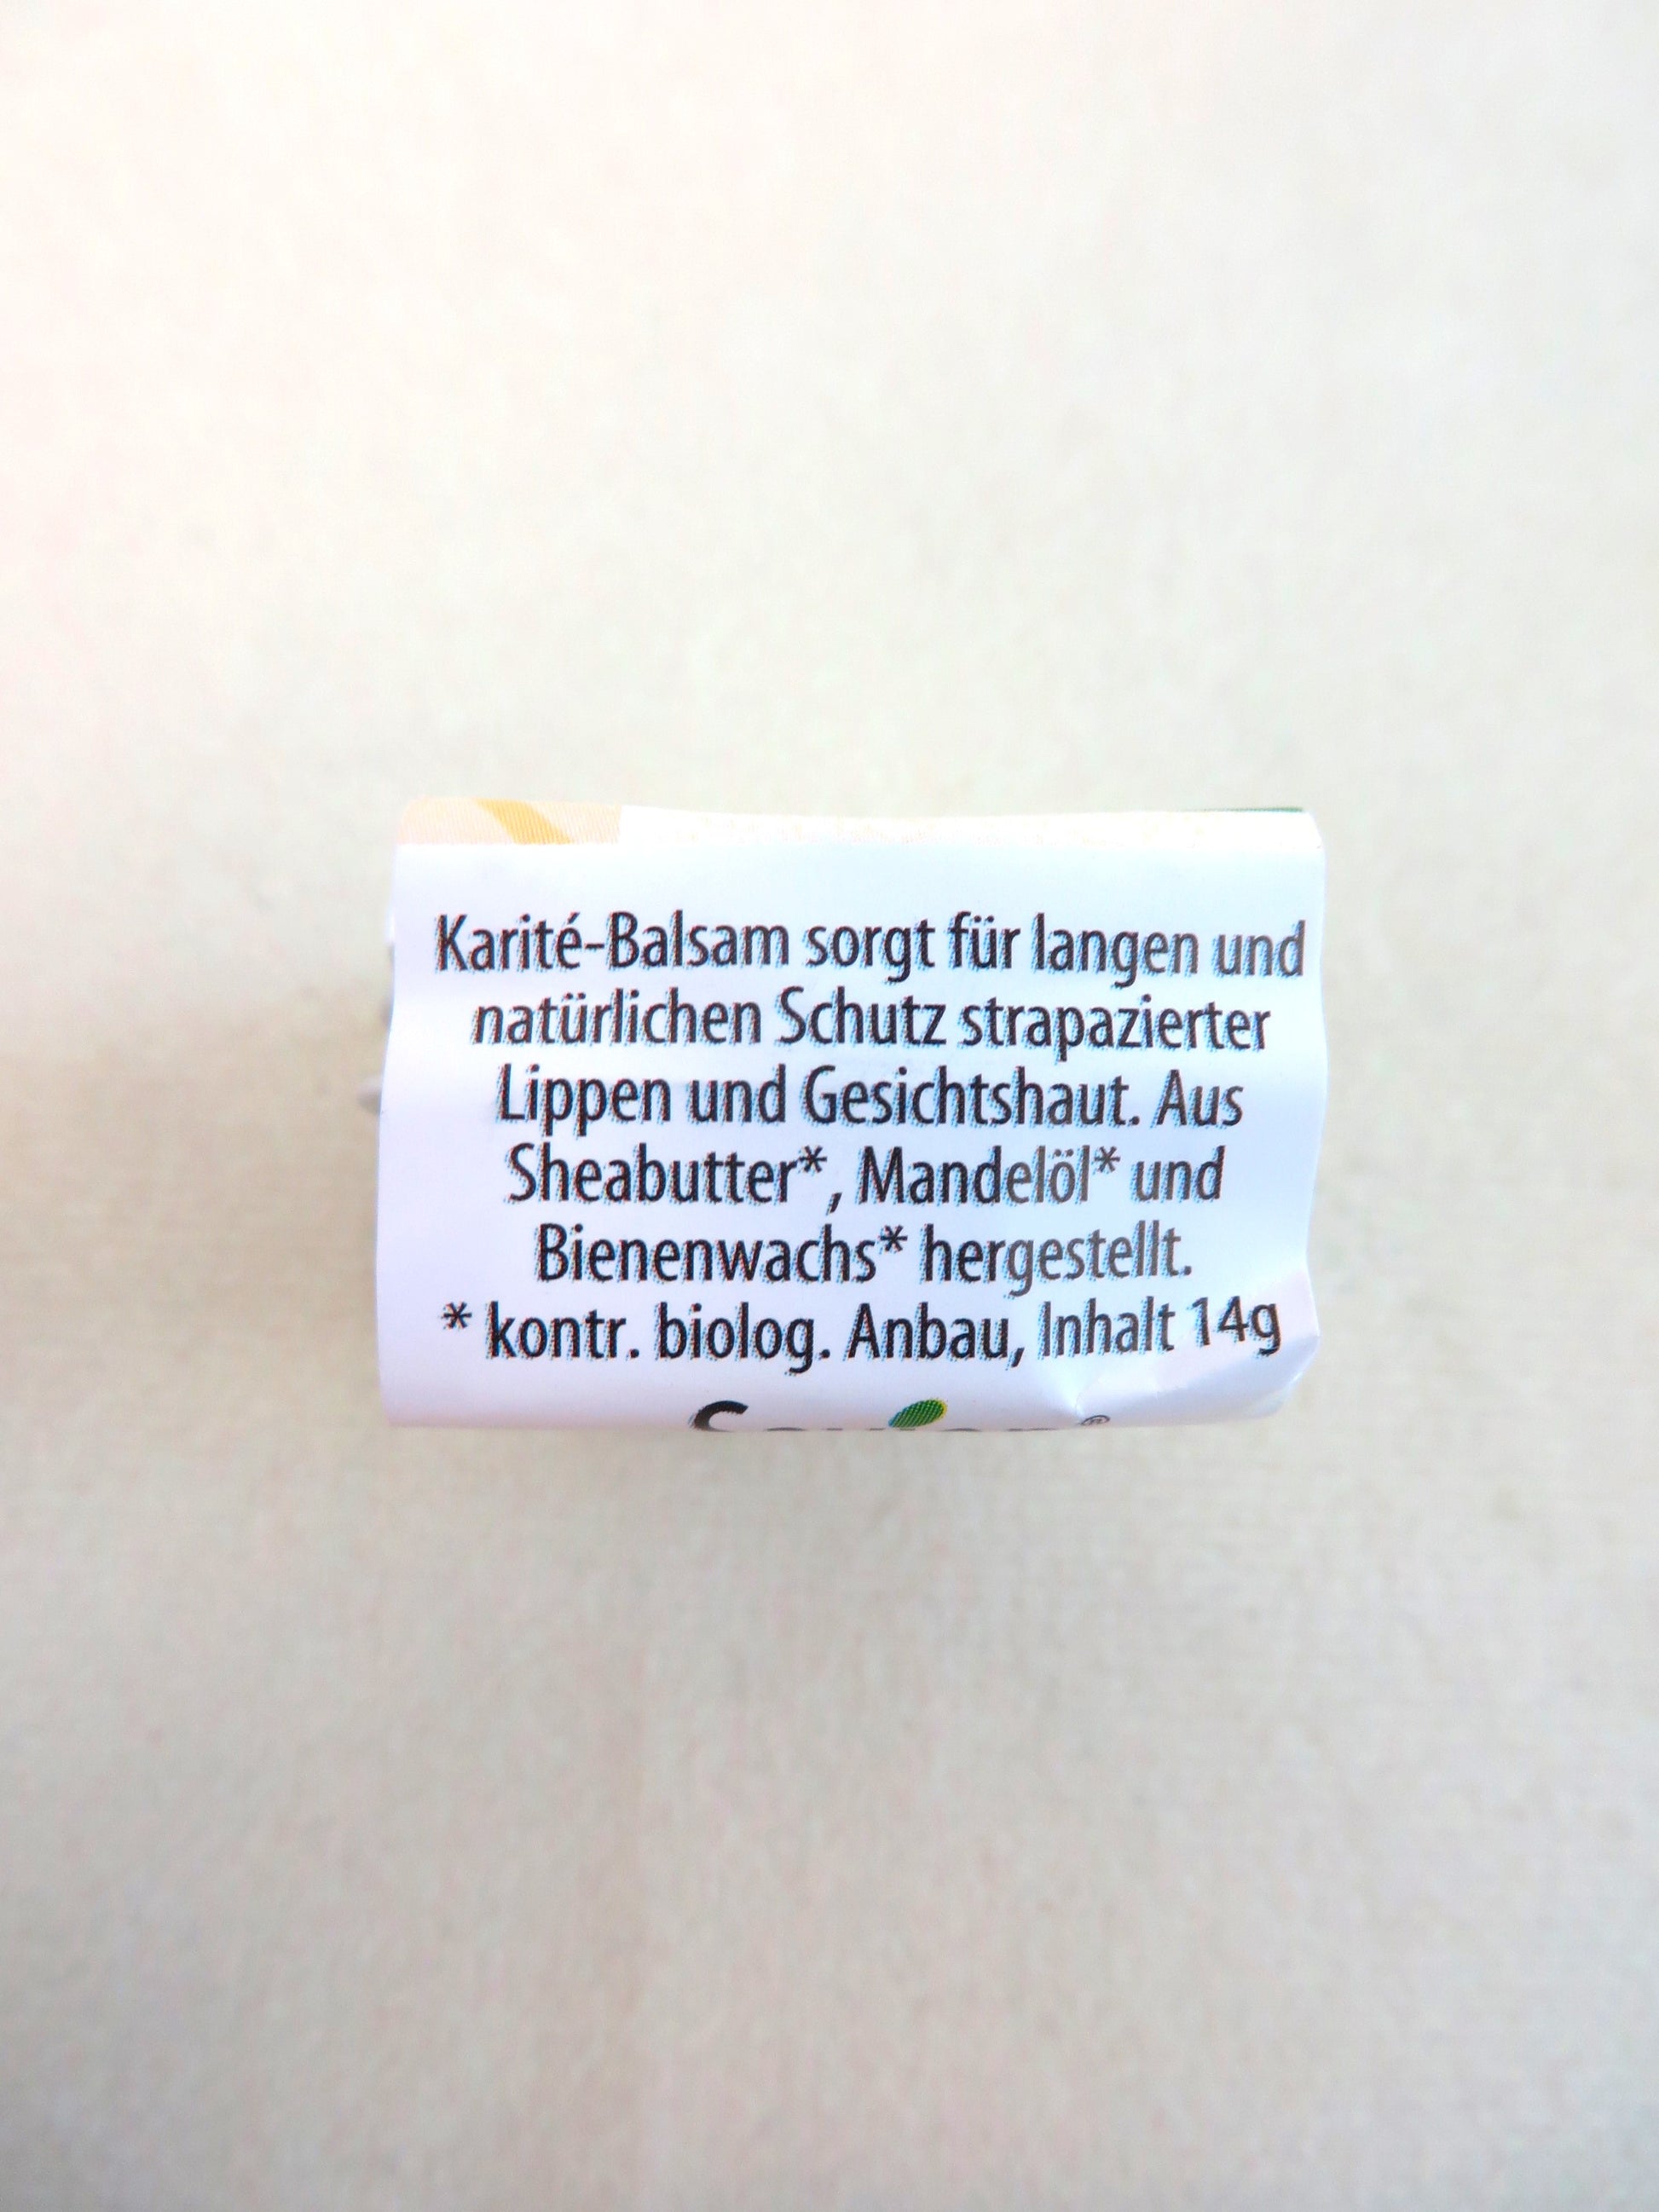 Karité-Balsam sorgt für langen und
natürlichen Schutz strapazierter
Lippen und Gesichtshaut. Aus
Sheabutter*, Mandelöl* und
Bienenwachs* hergestellt.
* kontr. biolog. Anbau, Inhalt 14g